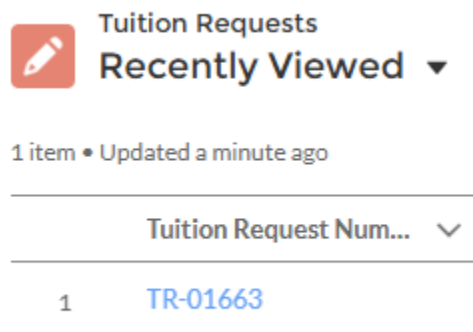 Tuition Requests
Recently Viewed
1 item • Updated a minute ago
Tuition Request Num...
1 TR-01663